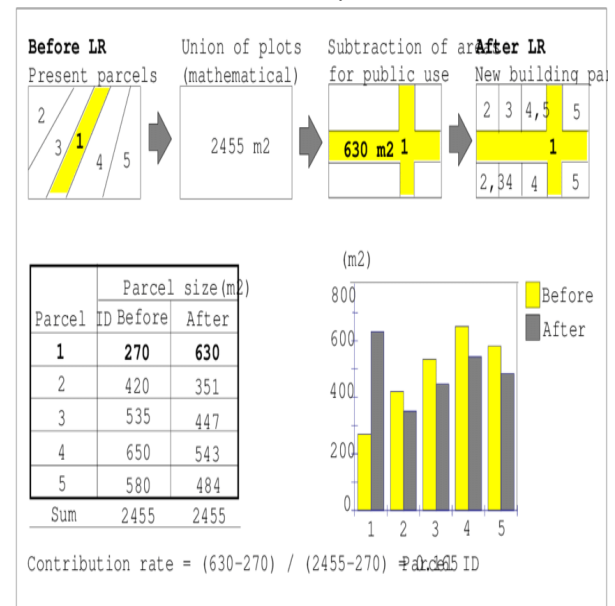 Before LR
Present parcels
Union of plots
(mathematical)
Subtraction of areas
for public use
After LR
New building par
2
3
1
4
5
2455 m2
630 m2 1
2 3 4,5 5
1
2,34 4 5
Parcel size(m2)
Parcel ID Before After
1 270 630
2 420 351
3 535 447
4 650 543
5 580 484
Sum 2455 2455
(m2)
800
600
400
200
0
1 2 3 4 5
Before
After
Parcel ID
Contribution rate = (630-270) / (2455-270) = 0.165